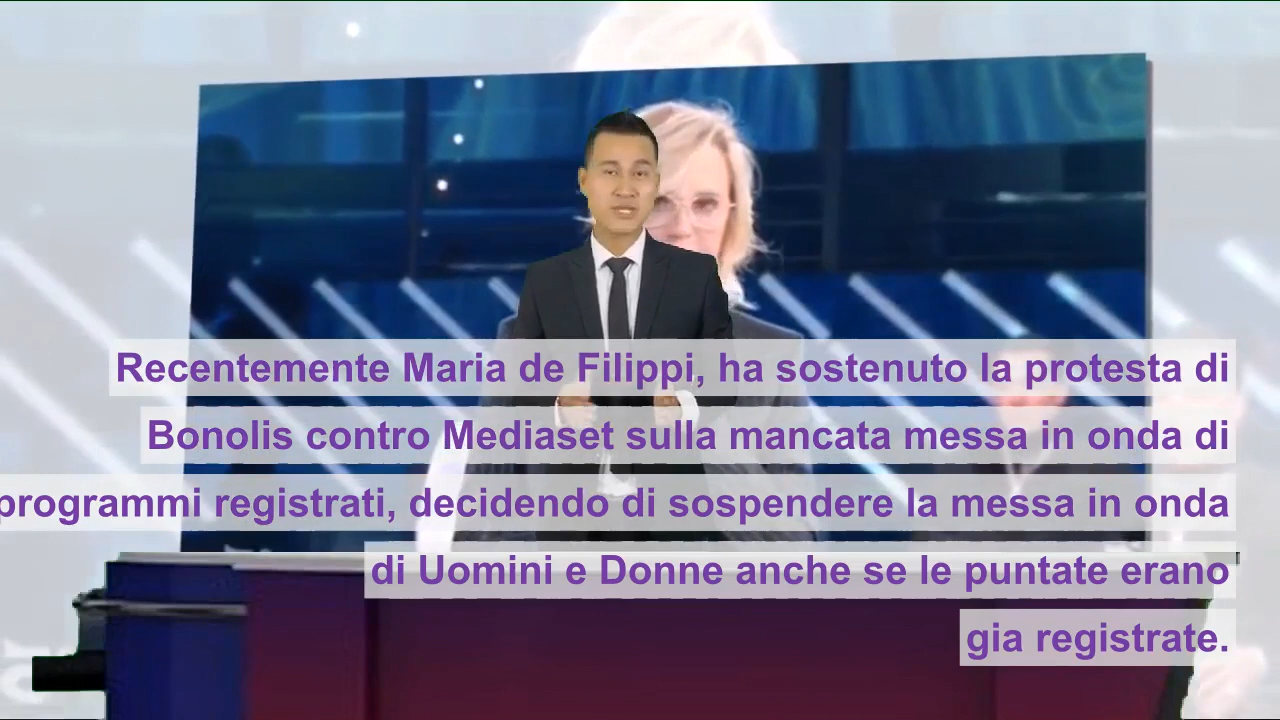 Recentemente Maria de Filippi, ha sostenuto la protesta di
Bonolis contro Mediaset sulla mancata messa in onda di
programmi registrati, decidendo di sospendere la messa in onda
di Uomini e Donne anche se le puntate erano
gia registrate.